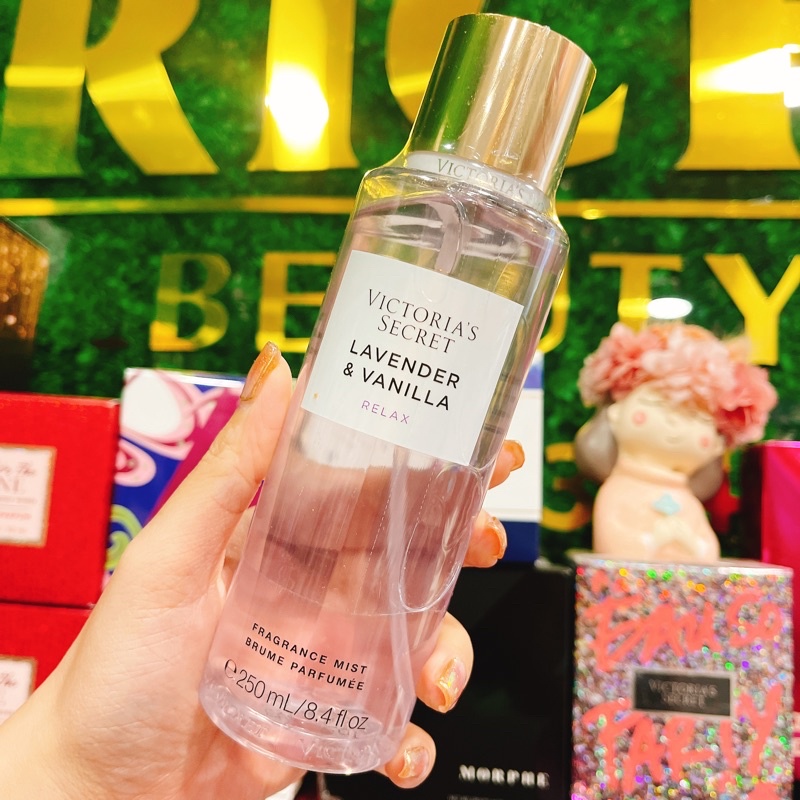 RICH
BEAUTY
VICTORIA'S
VICTORIA'S
SECRET
LAVENDER
& VANILLA
RELAX
FRAGRANCE MIST
BRUME PARFUMÉE
℮ 250 mL/8.4 fl oz
VICTORIA'S
SECRET
MORPHE